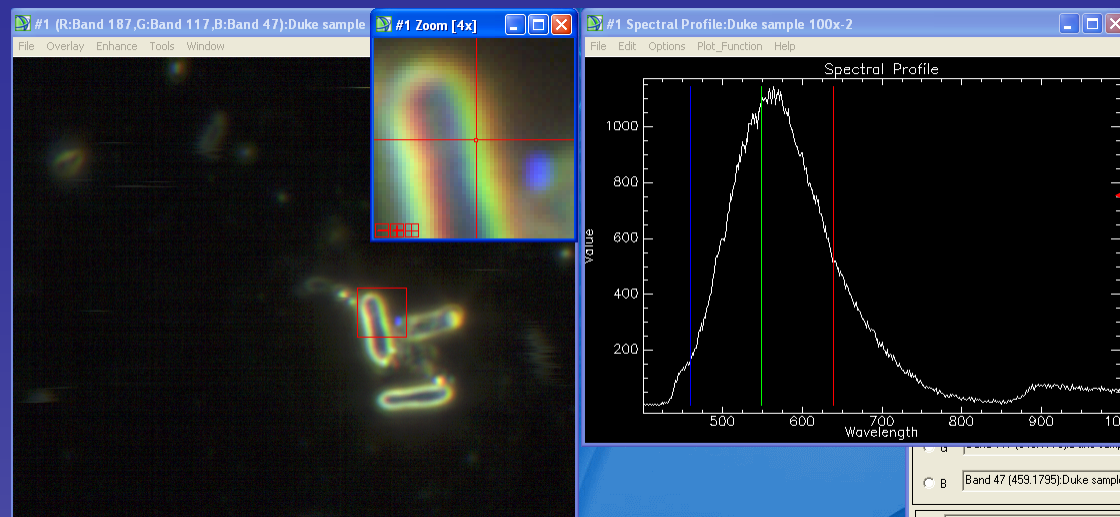 #1 (R:Band 187,G:Band 117,B:Band 47):Duke sample
File Overlay Enhance Tools Window
#1 Zoom [4x]
#1 Spectral Profile:Duke sample 100x-2
File Edit Options Plot_Function Help
Spectral Profile
1000
800
600
400
200
Value
500 600 700 800 900
Wavelength
G
B Band 47 (459.1795):Duke sample